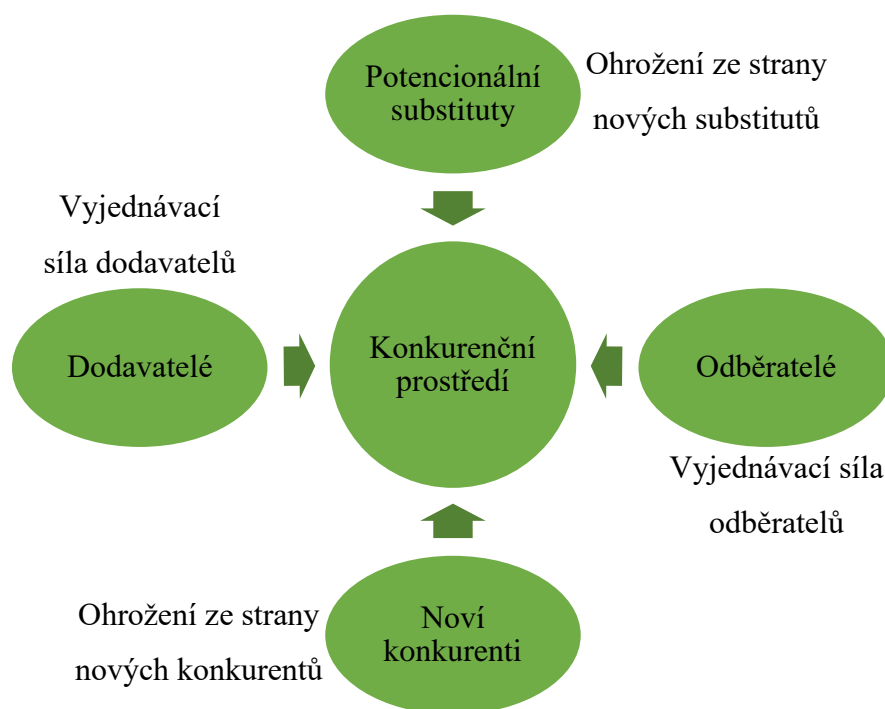 Potencionální
substituty
Ohrožení ze strany
nových substitutů
Vyjednávací
síla dodavatelů
Dodavatelé
Konkurenční
prostředí
Odběratelé
Vyjednávací síla
odběratelů
Ohrožení ze strany
nových konkurentů
Noví
konkurenti